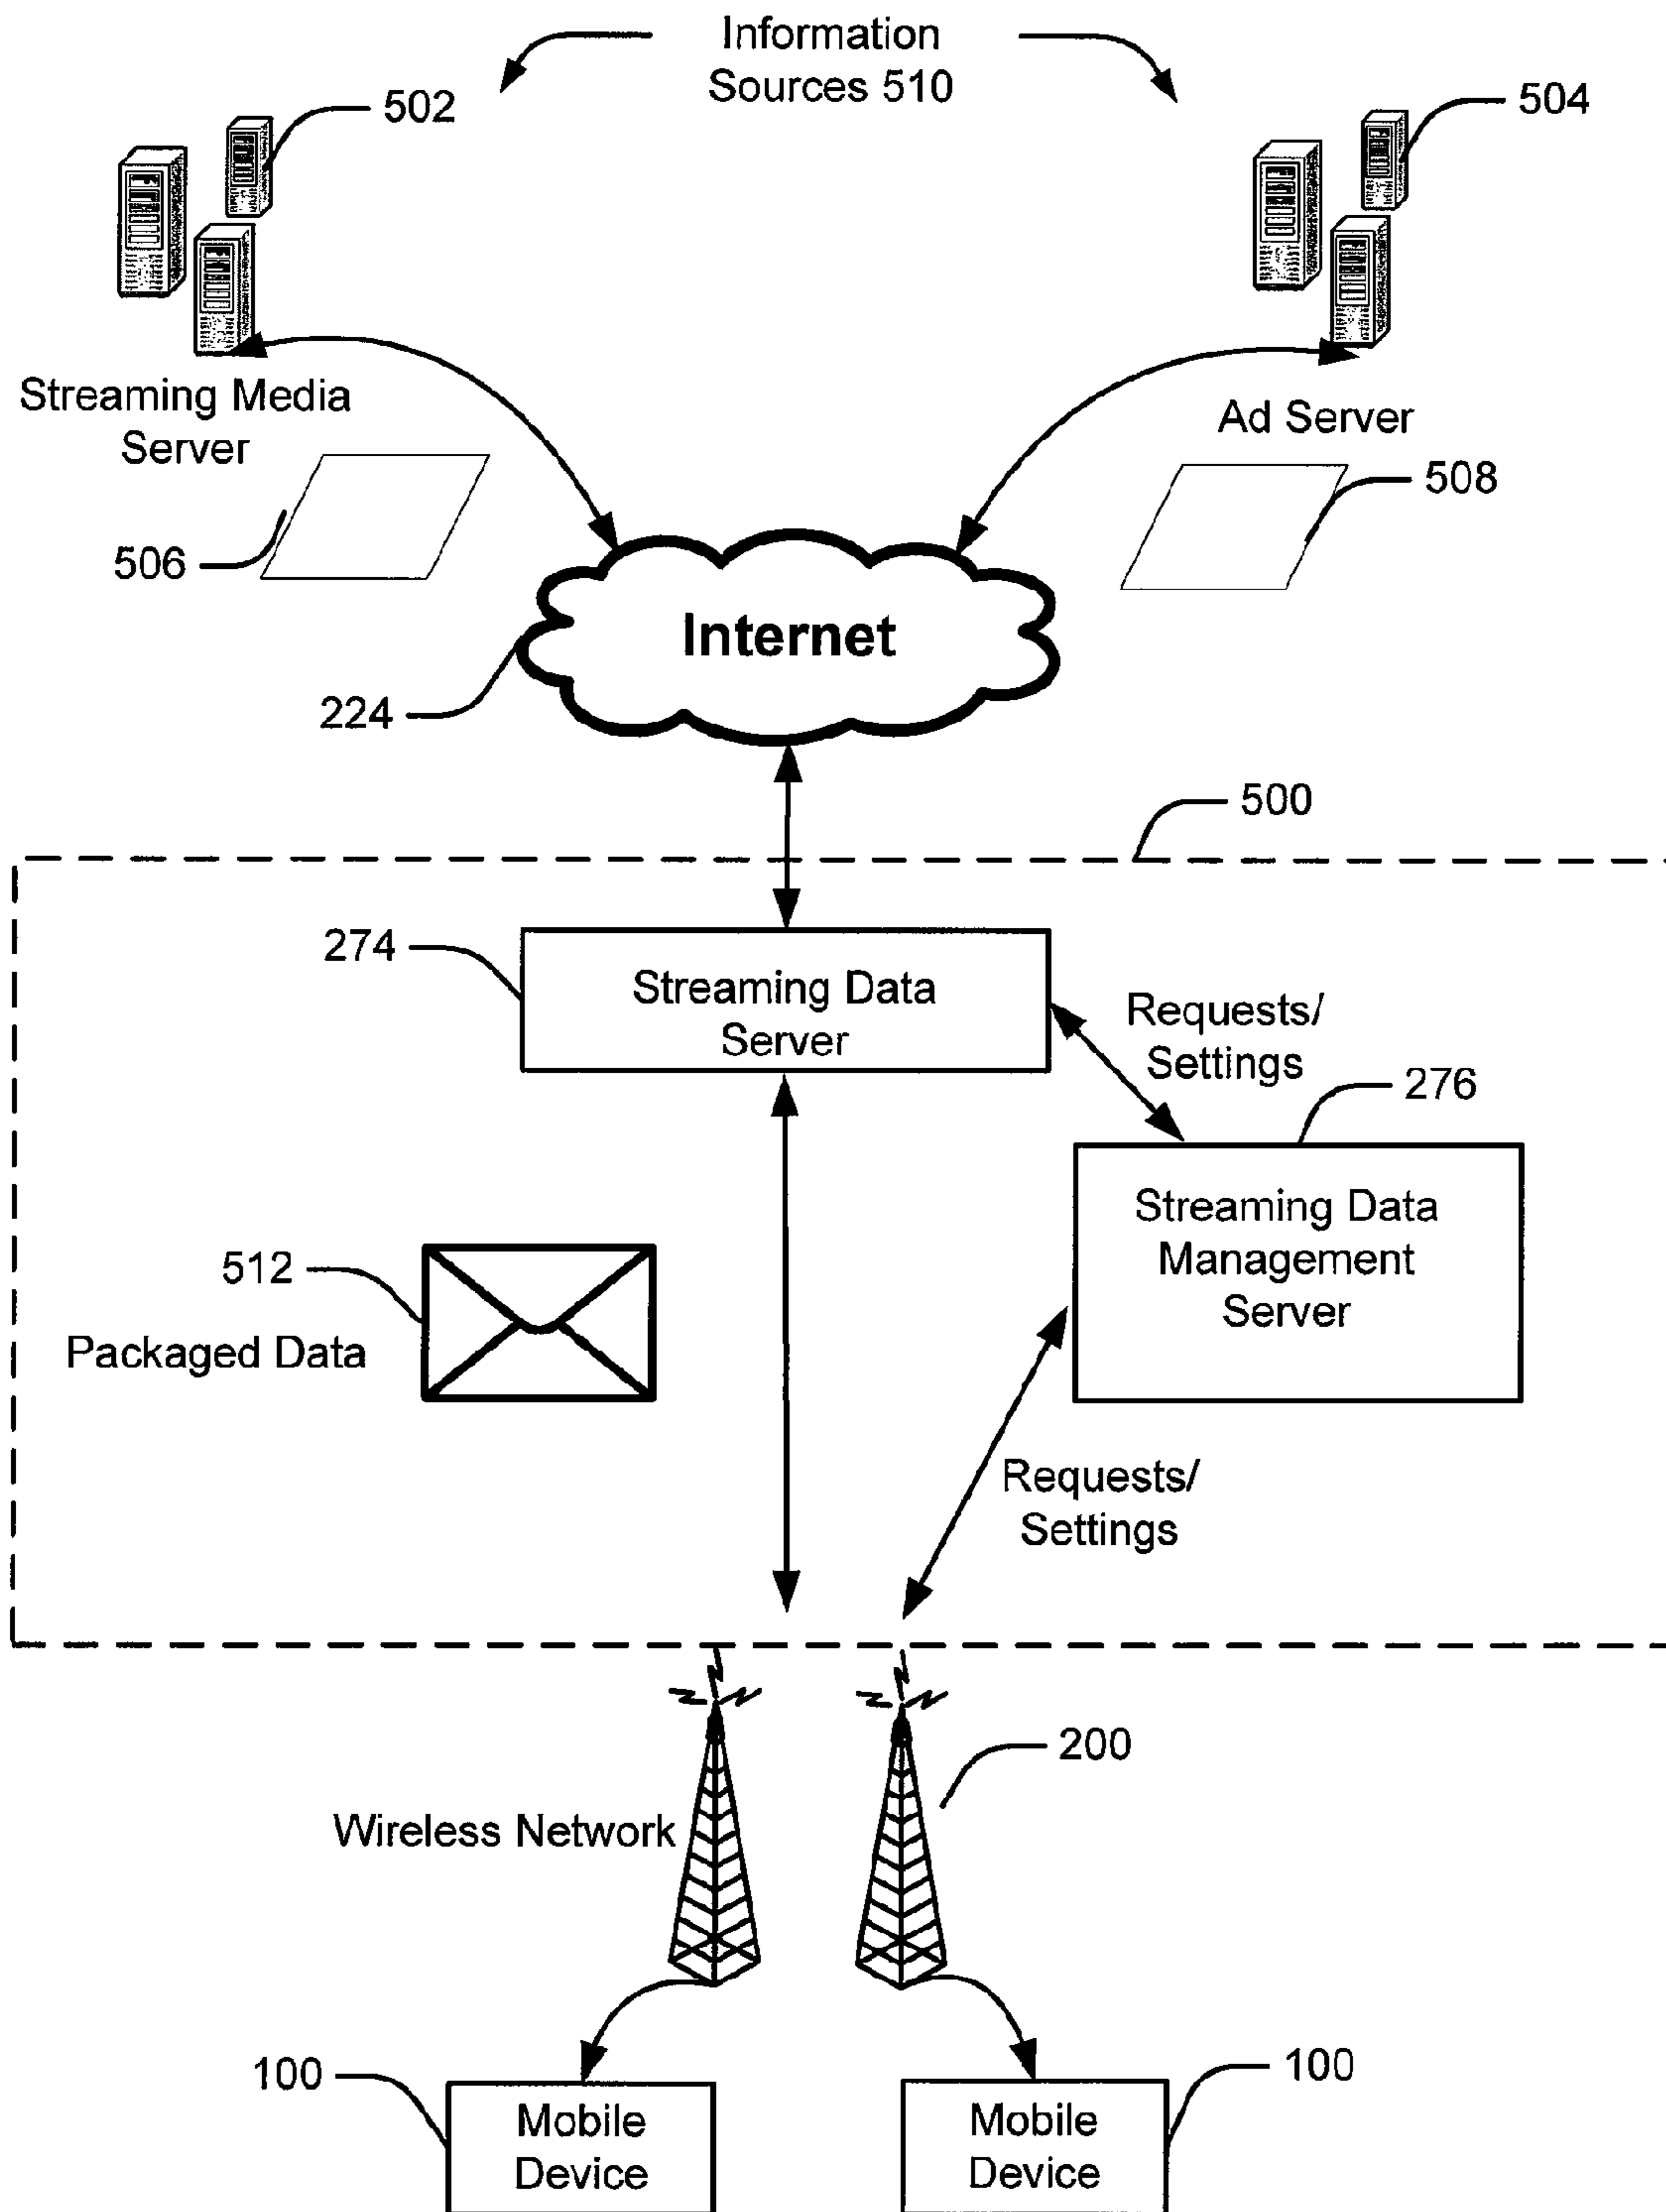 Information
Sources 510
502
504
Streaming Media
Server
Ad Server
508
506
Internet
224
500
274
Streaming Data
Server
Requests/
Settings
276
Streaming Data
Management
Server
512
Packaged Data
Requests/
Settings
200
Wireless Network
100
Mobile
Device
Mobile
Device
100